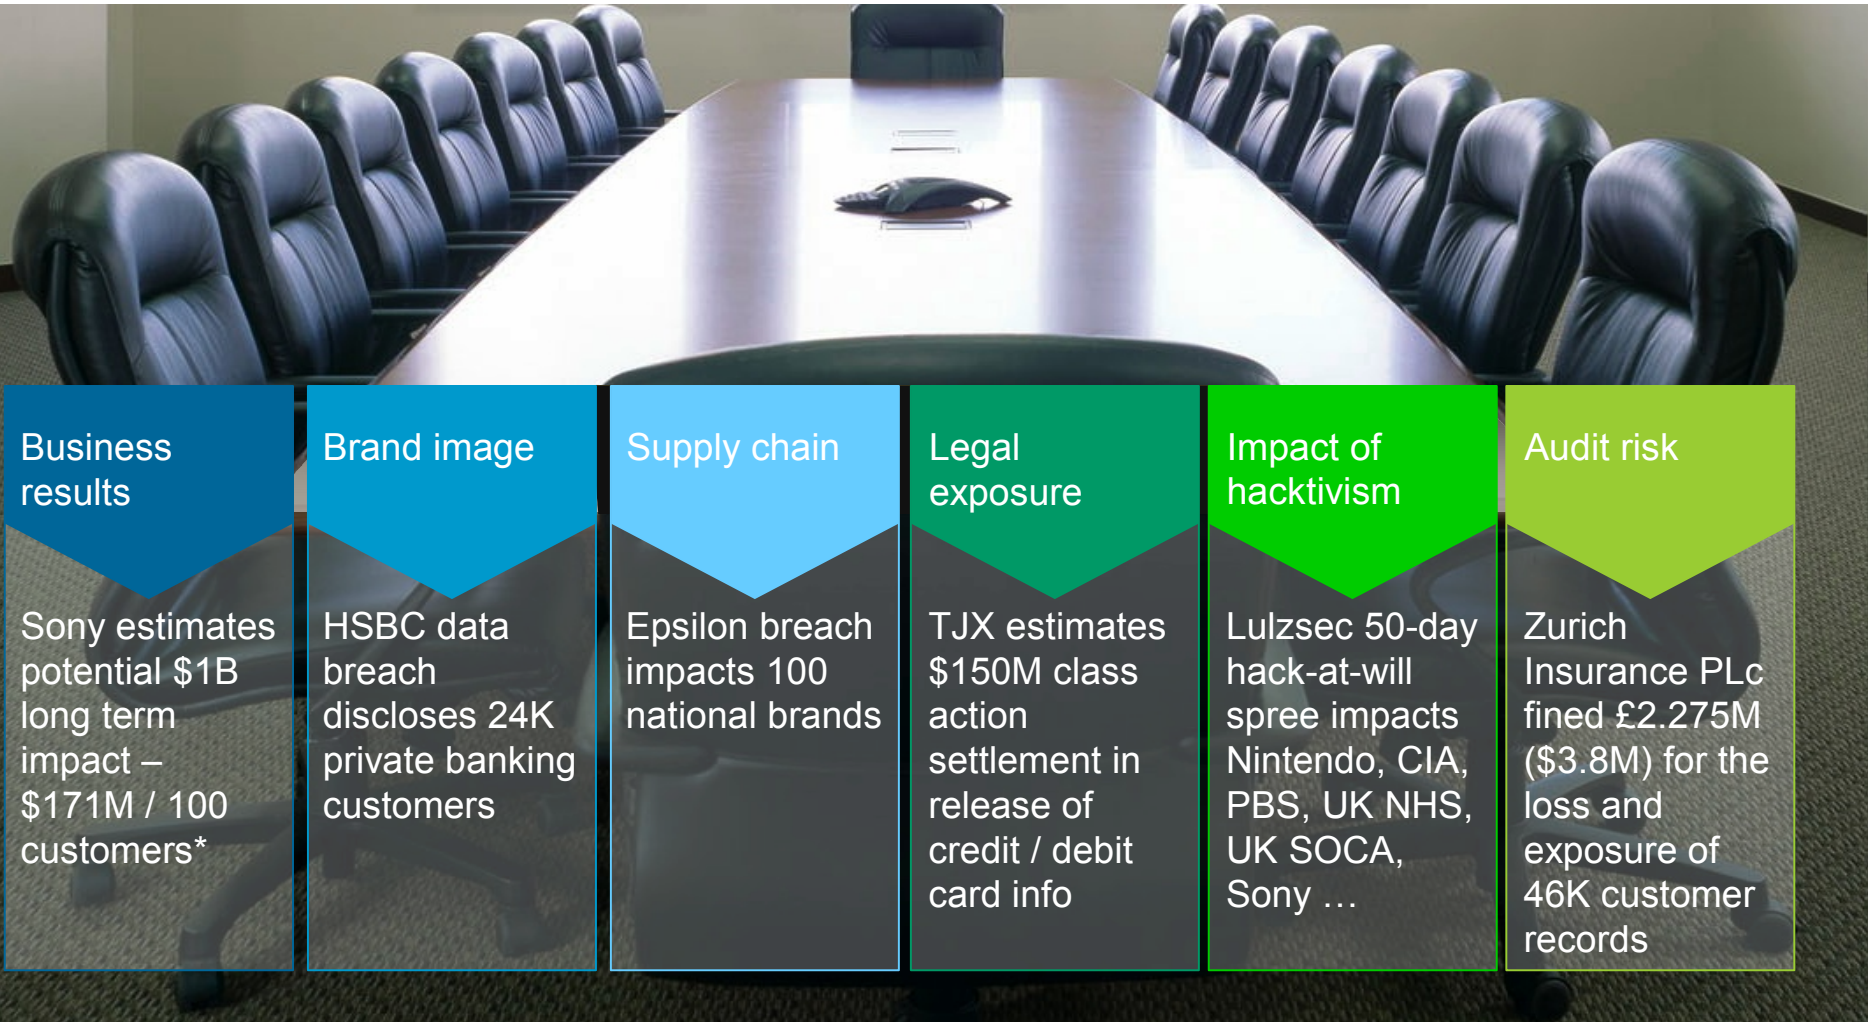 Business
results
Sony estimates
potential $1B
long term
impact –
$171M / 100
customers*
Brand image
HSBC data
breach
discloses 24K
private banking
customers
Supply chain
Epsilon breach
impacts 100
national brands
Legal
exposure
TJX estimates
$150M class
action
settlement in
release of
credit / debit
card info
Impact of
hacktivism
Lulzsec 50-day
hack-at-will
spree impacts
Nintendo, CIA,
PBS, UK NHS,
UK SOCA,
Sony …
Audit risk
Zurich
Insurance PLc
fined £2.275M
($3.8M) for the
loss and
exposure of
46K customer
records